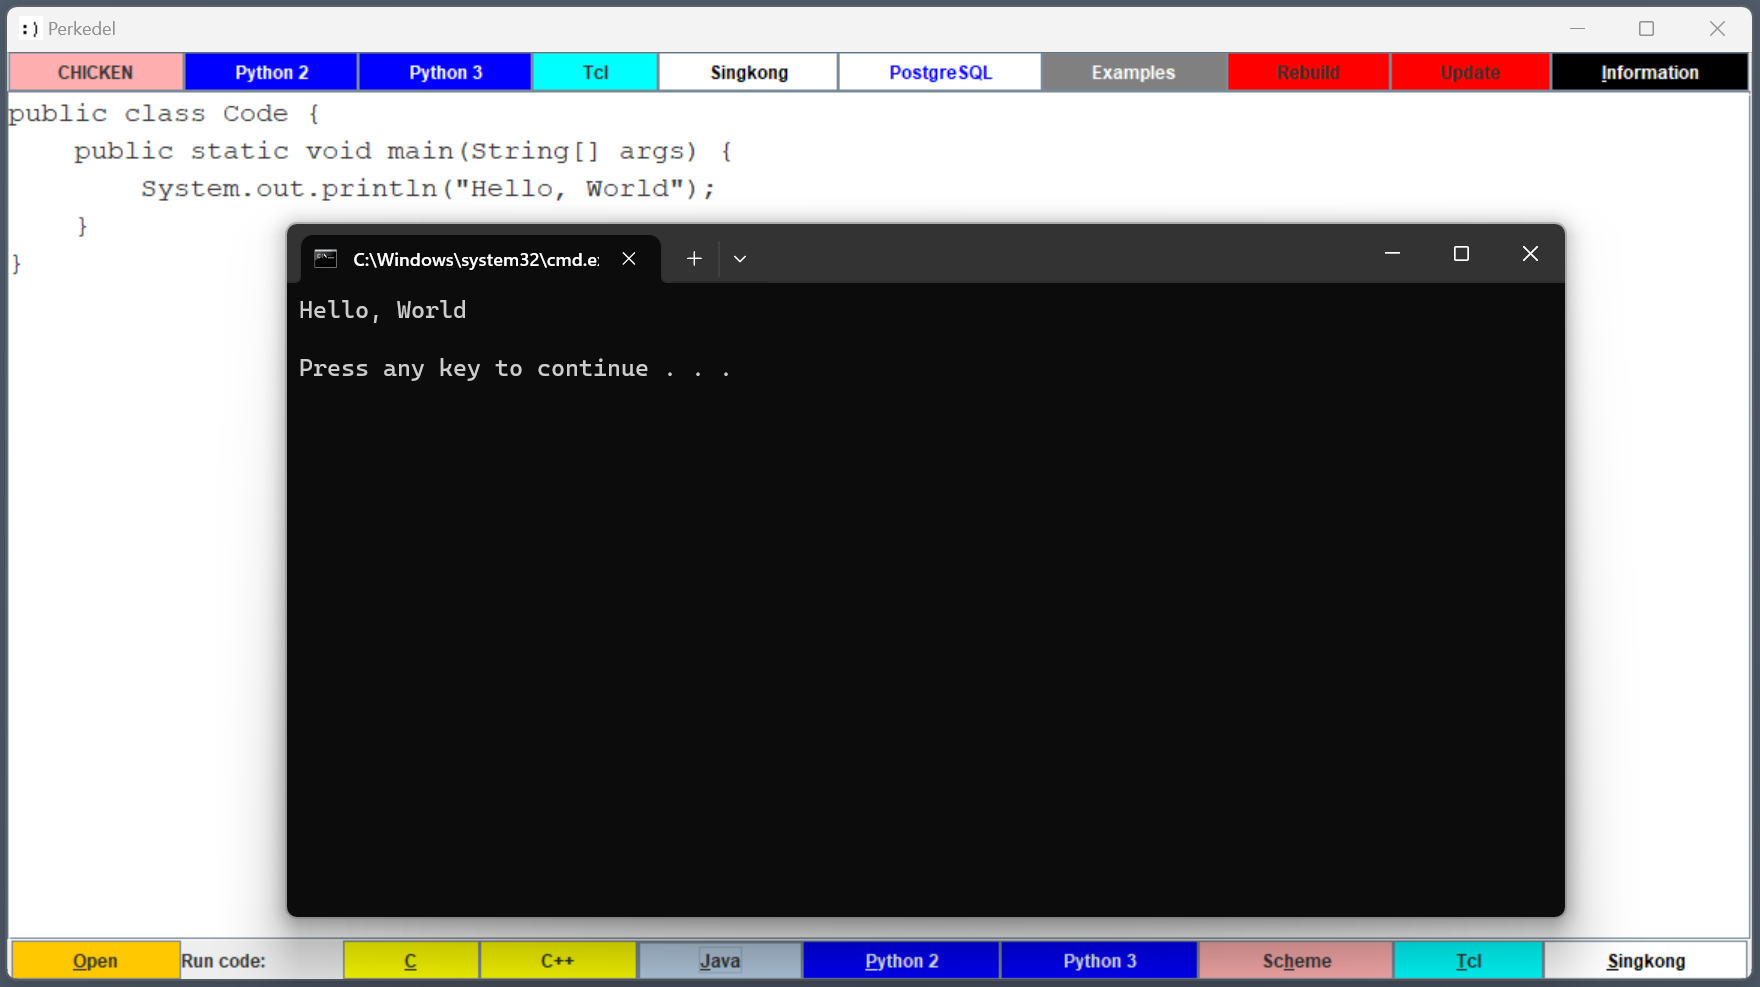 :) Perkedel
CHICKEN Python 2 Python 3 Tcl Singkong PostgreSQL Examples Rebuild Update Information
public class Code {
    public static void main(String[] args) {
        System.out.println("Hello, World");
    }
}
C:\Windows\system32\cmd.e
Hello, World
Press any key to continue . . .
Open Run code: C C++ Java Python 2 Python 3 Scheme Tcl Singkong